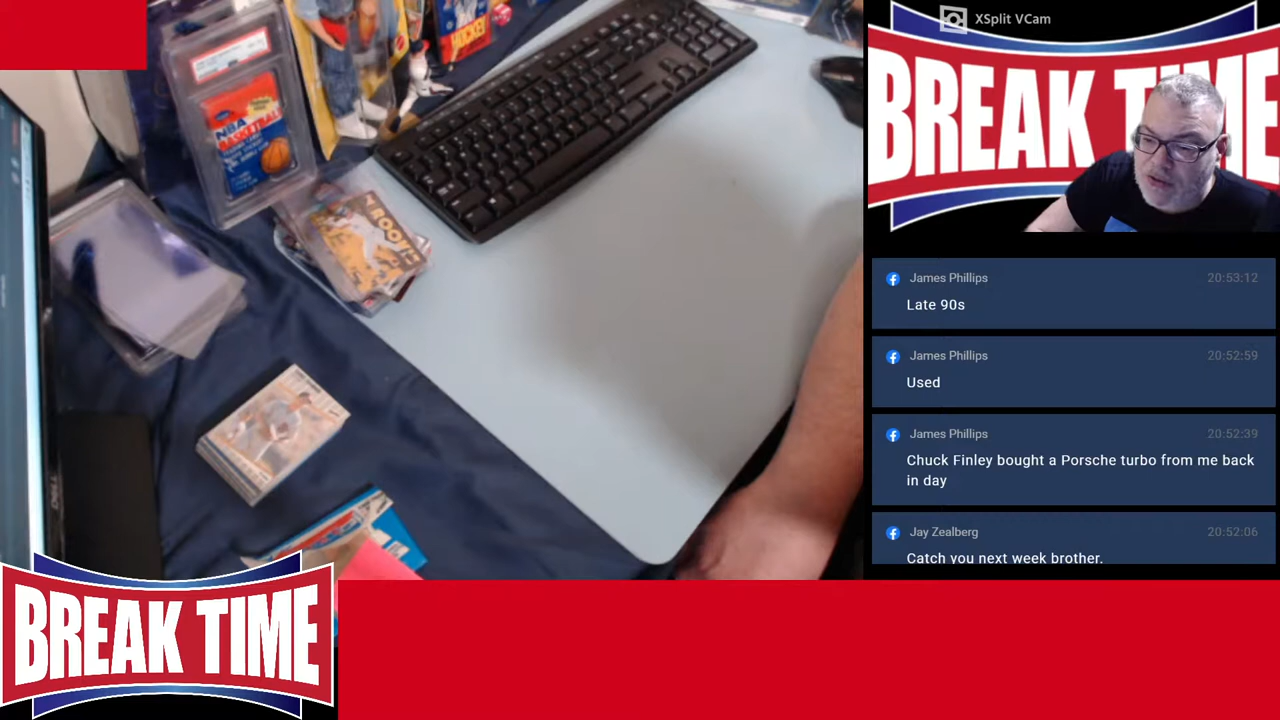 XSplit VCam
BREAK TIME
NBA
BASKETBALL
HOCKEY
ROOKIE
James Phillips 20:53:12
Late 90s
James Phillips 20:52:59
Used
James Phillips 20:52:39
Chuck Finley bought a Porsche turbo from me back
in day
Jay Zealberg 20:52:06
Catch you next week brother.
BREAK TIME